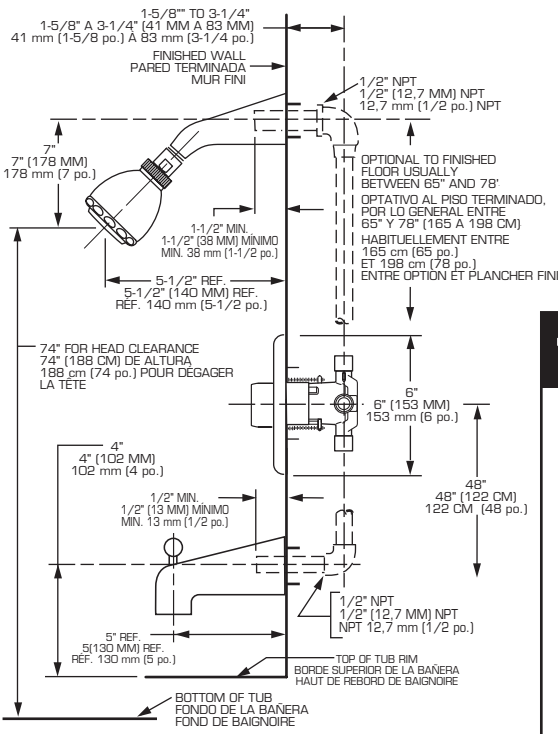 1-5/8"" TO 3-1/4"
1-5/8" A 3-1/4" (41 MM A 83 MM)
41 mm (1-5/8 po.) À 83 mm (3-1/4 po.)
FINISHED WALL
PARED TERMINADA
MUR FINI
1/2" NPT
1/2" (12,7 MM) NPT
12,7 mm (1/2 po.) NPT
7"
7" (178 MM)
178 mm (7 po.)
OPTIONAL TO FINISHED
FLOOR USUALLY
BETWEEN 65" AND 78'
OPTATIVO AL PISO TERMINADO,
POR LO GENERAL ENTRE
65" Y 78" (165 A 198 CM)
HABITUELLEMENT ENTRE
165 cm (65 po.)
ET 198 cm (78 po.)
ENTRE OPTION ET PLANCHER FINI
1-1/2" MIN.
1-1/2" (38 MM) MÍNIMO
MIN. 38 mm (1-1/2 po.)
5-1/2" REF.
5-1/2" (140 MM) REF.
RÉF. 140 mm (5-1/2 po.)
74" FOR HEAD CLEARANCE
74" (188 CM) DE ALTURA
188 cm (74 po.) POUR DÉGAGER
LA TÊTE
6"
6" (153 MM)
153 mm (6 po.)
4"
4" (102 MM)
102 mm (4 po.)
48"
48" (122 CM)
122 CM (48 po.)
1/2" MIN.
1/2" (13 MM) MÍNIMO
MIN. 13 mm (1/2 po.)
1/2" NPT
1/2" (12,7 MM) NPT
NPT 12,7 mm (1/2 po.)
5" REF.
5(130 MM) REF.
RÉF. 130 mm (5 po.)
TOP OF TUB RIM
BORDE SUPERIOR DE LA BAÑERA
HAUT DE REBORD DE BAIGNOIRE
BOTTOM OF TUB
FONDO DE LA BAÑERA
FOND DE BAIGNOIRE